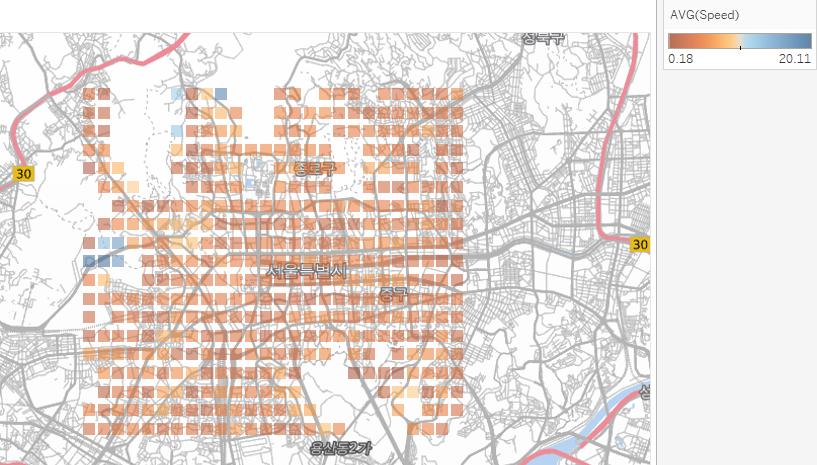 성북구
AVG(Speed)
0.18 20.11
30
종로구
30
서울특별시
중구
용산동2가
성